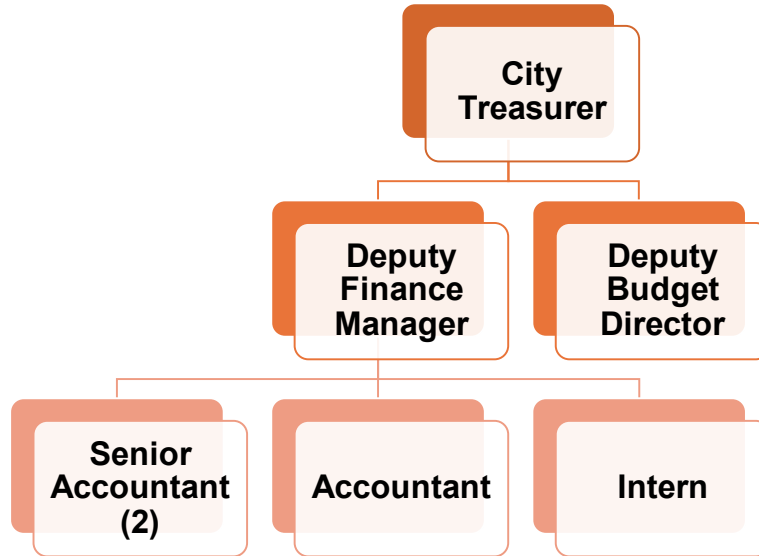 City
Treasurer
Deputy
Finance
Manager
Deputy
Budget
Director
Senior
Accountant
(2)
Accountant
Intern